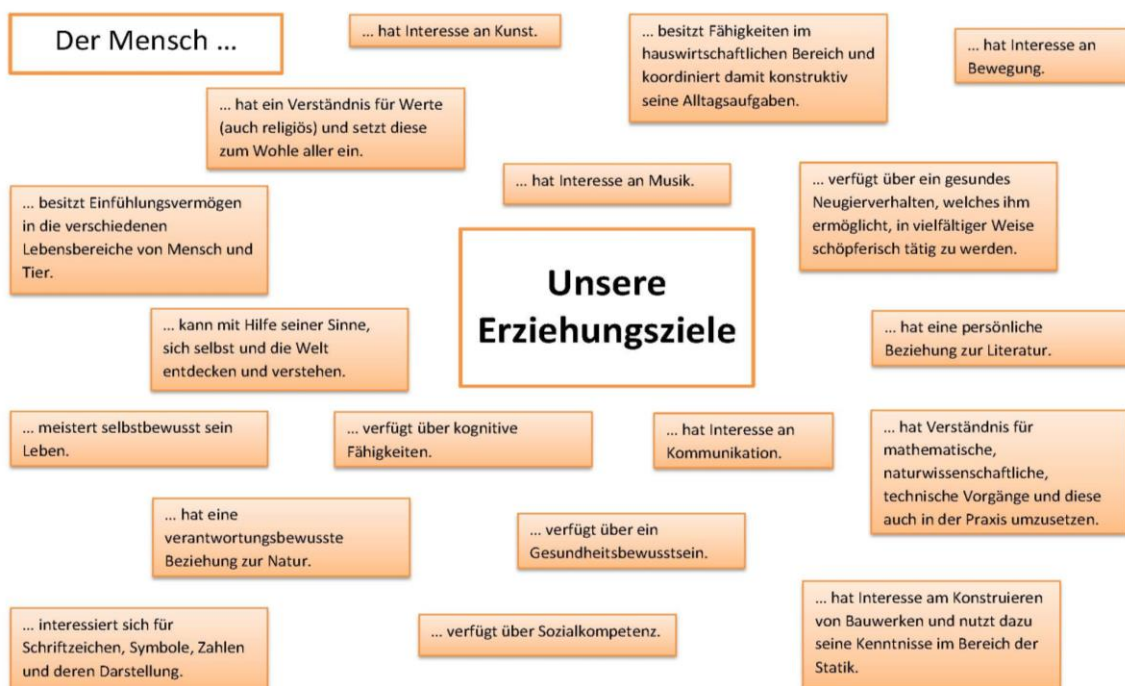 Der Mensch ...
... hat Interesse an Kunst.
... besitzt Fähigkeiten im
hauswirtschaftlichen Bereich und
koordiniert damit konstruktiv
seine Alltagsaufgaben.
... hat Interesse an
Bewegung.
... hat ein Verständnis für Werte
(auch religiös) und setzt diese
zum Wohle aller ein.
... hat Interesse an Musik.
... verfügt über ein gesundes
Neugierverhalten, welches ihm
ermöglicht, in vielfältiger Weise
schöpferisch tätig zu werden.
... besitzt Einfühlungsvermögen
in die verschiedenen
Lebensbereiche von Mensch und
Tier.
Unsere
Erziehungsziele
... kann mit Hilfe seiner Sinne,
sich selbst und die Welt
entdecken und verstehen.
... hat eine persönliche
Beziehung zur Literatur.
... meistert selbstbewusst sein
Leben.
... verfügt über kognitive
Fähigkeiten.
... hat Interesse an
Kommunikation.
... hat Verständnis für
mathematische,
naturwissenschaftliche,
technische Vorgänge und diese
auch in der Praxis umzusetzen.
... hat eine
verantwortungsbewusste
Beziehung zur Natur.
... verfügt über ein
Gesundheitsbewusstsein.
... hat Interesse am Konstruieren
von Bauwerken und nutzt dazu
seine Kenntnisse im Bereich der
Statik.
... interessiert sich für
Schriftzeichen, Symbole, Zahlen
und deren Darstellung.
... verfügt über Sozialkompetenz.